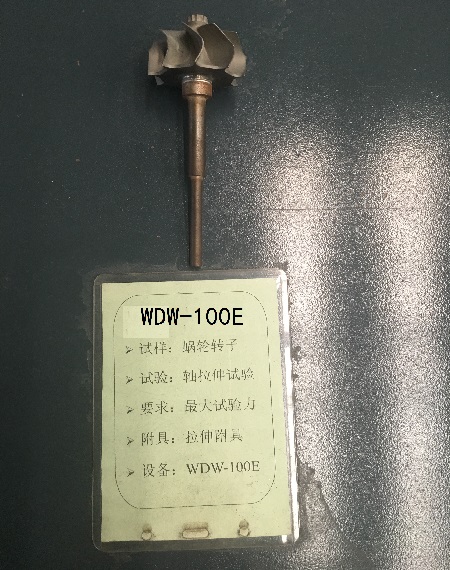 WDW-100E
➢ 试样：蜗轮转子
➢ 试验：轴拉伸试验
➢ 要求：最大试验力
➢ 附具：拉伸附具
➢ 设备：WDW-100E